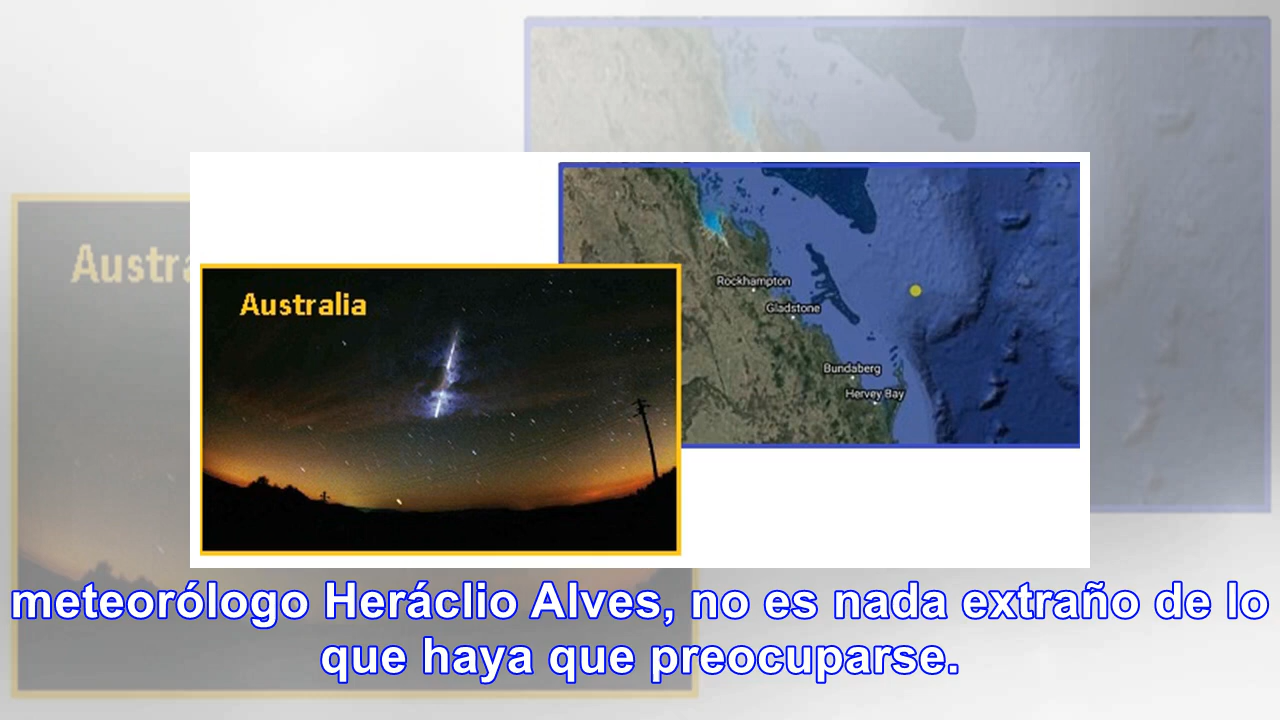 Austra
Rockhampton
Australia
Gladstone
Bundaberg
Hervey Bay
meteorólogo Heráclio Alves, no es nada extraño de lo
que haya que preocuparse.